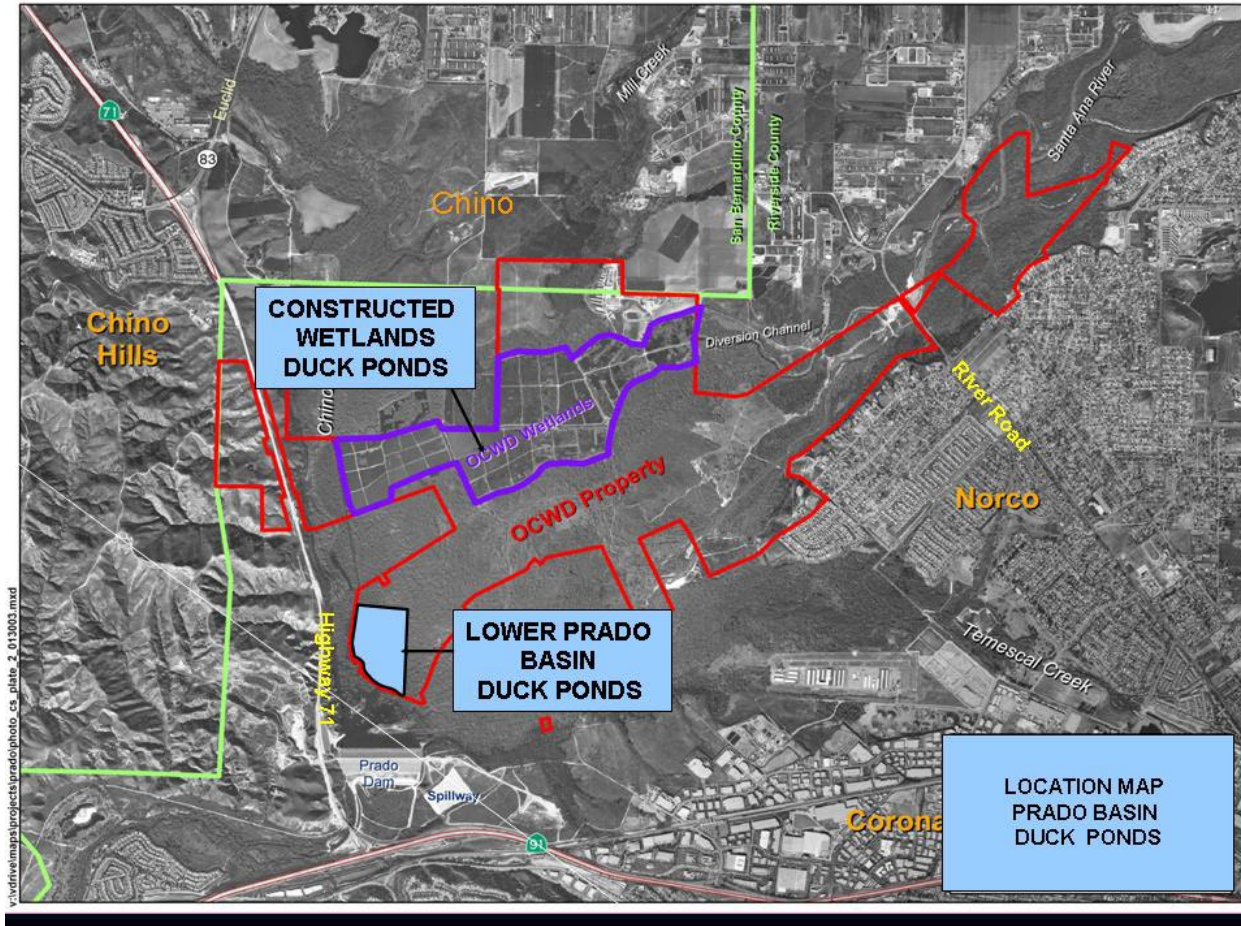 71
Euclid
83
Mill Creek
Santa Ana River
San Bernardino County
Riverside County
Chino
CONSTRUCTED
WETLANDS
DUCK PONDS
Chino
Hills
Chino
Diversion Channel
OCWD Wetlands
River Road
OCWD Property
Norco
Highway 71
LOWER PRADO
BASIN
DUCK PONDS
Temescal Creek
Prado
Dam
Spillway
91
Corona
LOCATION MAP
PRADO BASIN
DUCK PONDS
v:\vdrive\maps\projects\prado\photo_cs_plate_2_013003.mxd